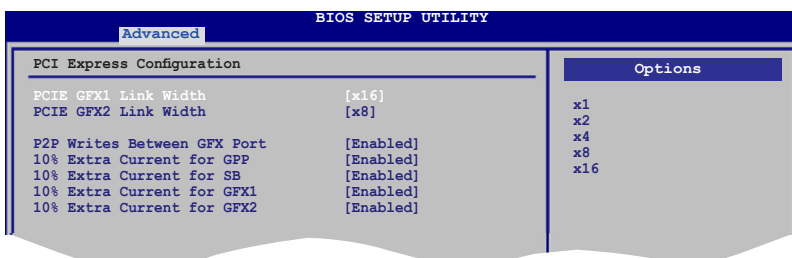 BIOS SETUP UTILITY
Advanced
PCI Express Configuration
PCIE GFX1 Link Width [x16]
PCIE GFX2 Link Width [x8]
P2P Writes Between GFX Port [Enabled]
10% Extra Current for GPP [Enabled]
10% Extra Current for SB [Enabled]
10% Extra Current for GFX1 [Enabled]
10% Extra Current for GFX2 [Enabled]
Options
x1
x2
x4
x8
x16